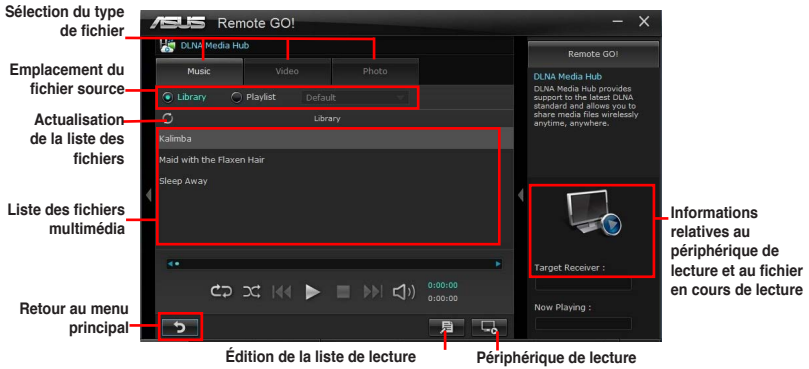 Sélection du type
de fichier
Emplacement du
fichier source
Actualisation
de la liste des
fichiers
Liste des fichiers
multimédia
Retour au menu
principal
ASUS Remote GO!
DLNA Media Hub
Music Video Photo
Library Playlist Default
Library
Kalimba
Maid with the Flaxen Hair
Sleep Away
0:00:00
0:00:00
Remote GO!
DLNA Media Hub
DLNA Media Hub provides
support to the latest DLNA
standard and allows you to
share media files wirelessly
anytime, anywhere.
Target Receiver :
Now Playing :
Informations
relatives au
périphérique de
lecture et au fichier
en cours de lecture
Édition de la liste de lecture
Périphérique de lecture